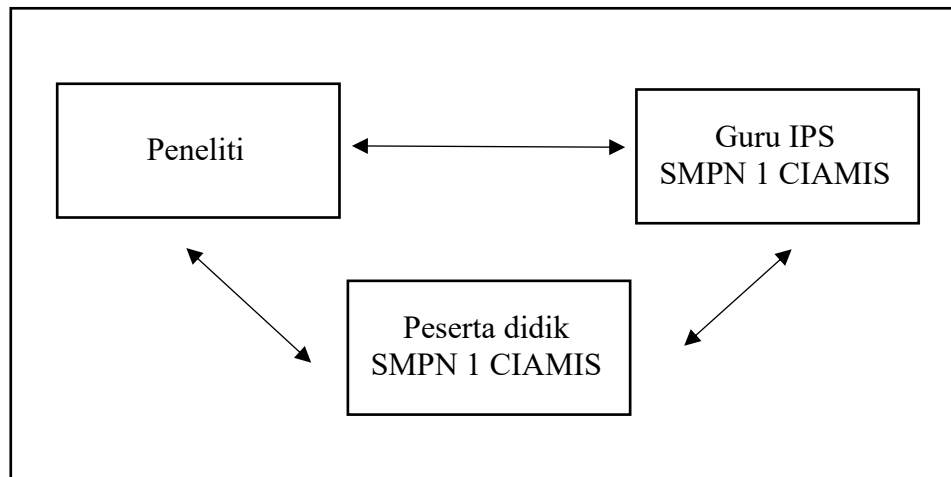 Peneliti
Guru IPS
SMPN 1 CIAMIS
Peserta didik
SMPN 1 CIAMIS